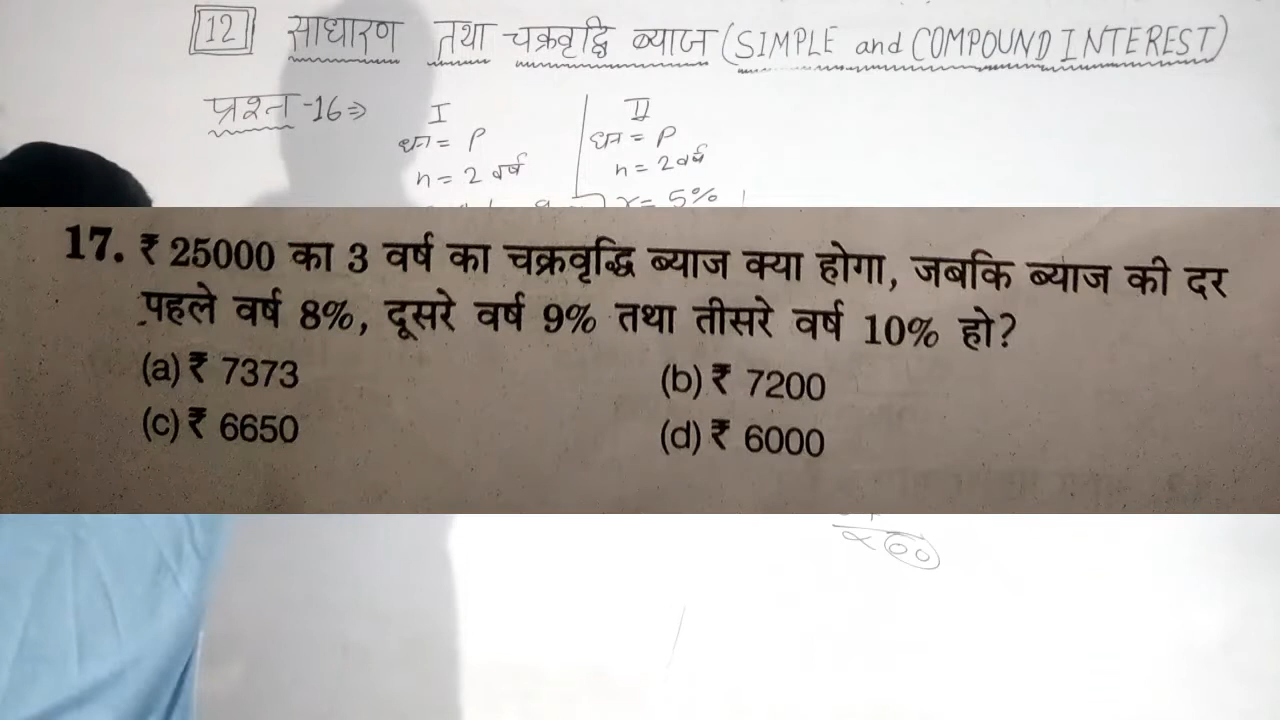 12 साधारण तथा चक्रवृद्धि ब्याज (SIMPLE and COMPOUND INTEREST)
प्रश्न -16⇒ I II
धन = P धन = P
n = 2 वर्ष n = 2 वर्ष
r = 5%
17. ₹ 25000 का 3 वर्ष का चक्रवृद्धि ब्याज क्या होगा, जबकि ब्याज की दर
पहले वर्ष 8%, दूसरे वर्ष 9% तथा तीसरे वर्ष 10% हो?
(a) ₹ 7373 (b) ₹ 7200
(c) ₹ 6650 (d) ₹ 6000